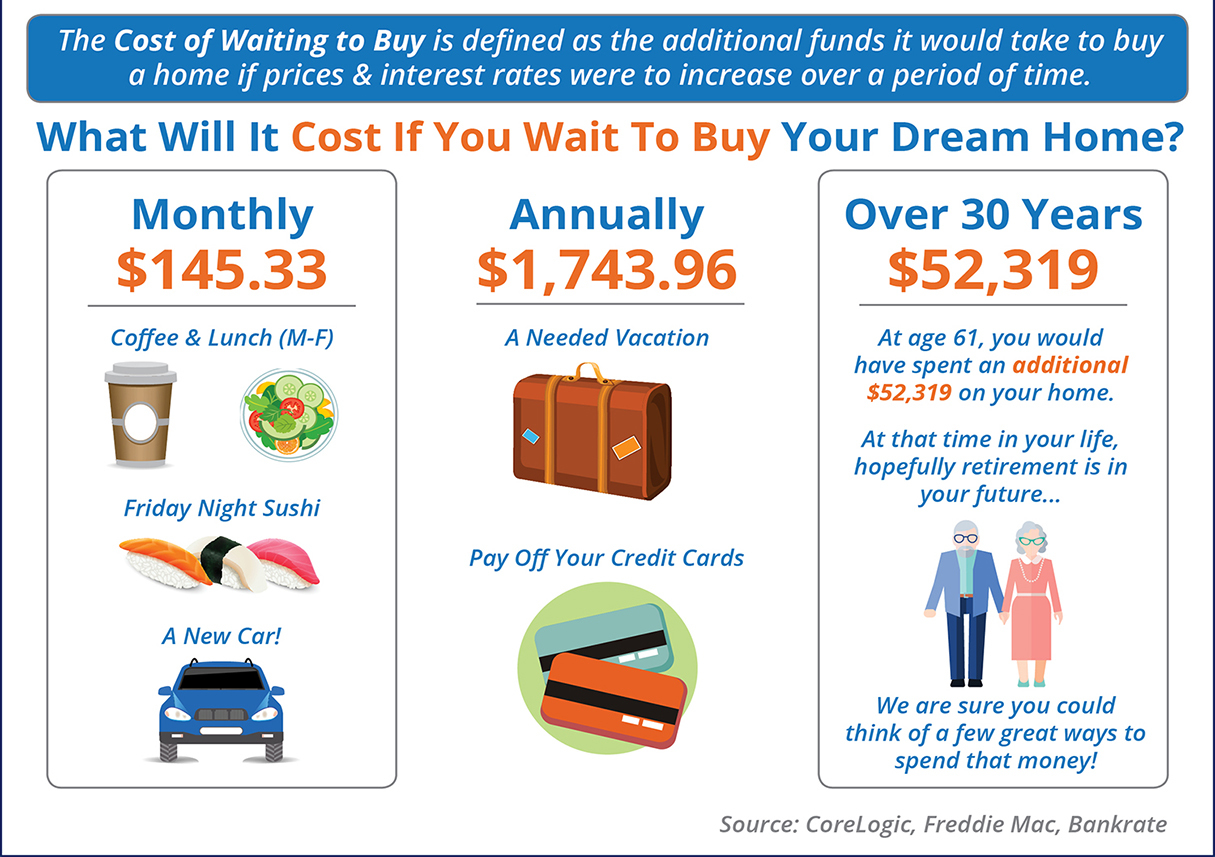 The Cost of Waiting to Buy is defined as the additional funds it would take to buy
a home if prices & interest rates were to increase over a period of time.
What Will It Cost If You Wait To Buy Your Dream Home?
Monthly
$145.33
Coffee & Lunch (M-F)
Friday Night Sushi
A New Car!
Annually
$1,743.96
A Needed Vacation
Pay Off Your Credit Cards
Over 30 Years
$52,319
At age 61, you would
have spent an additional
$52,319 on your home.
At that time in your life,
hopefully retirement is in
your future...
We are sure you could
think of a few great ways to
spend that money!
Source: CoreLogic, Freddie Mac, Bankrate